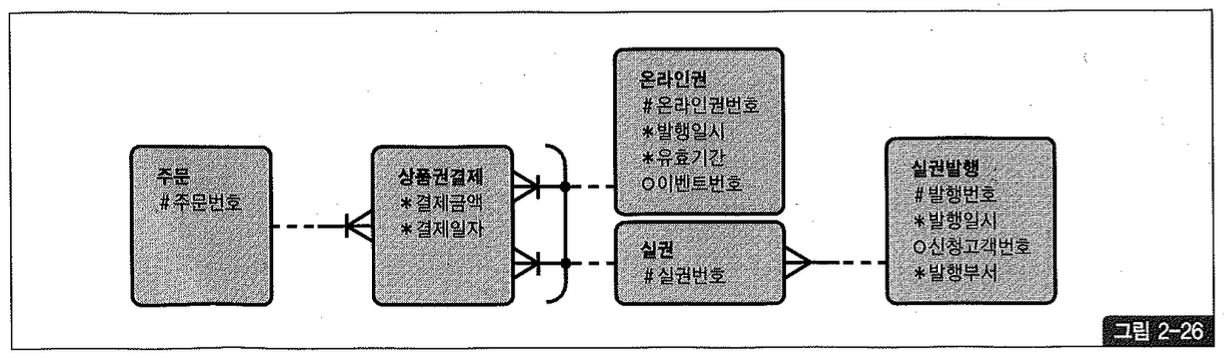 주문
#주문번호
상품권결제
*결제금액
*결제일자
온라인권
#온라인권번호
*발행일시
*유효기간
O이벤트번호
실권
#실권번호
실권발행
#발행번호
*발행일시
O신청고객번호
*발행부서
그림 2-26